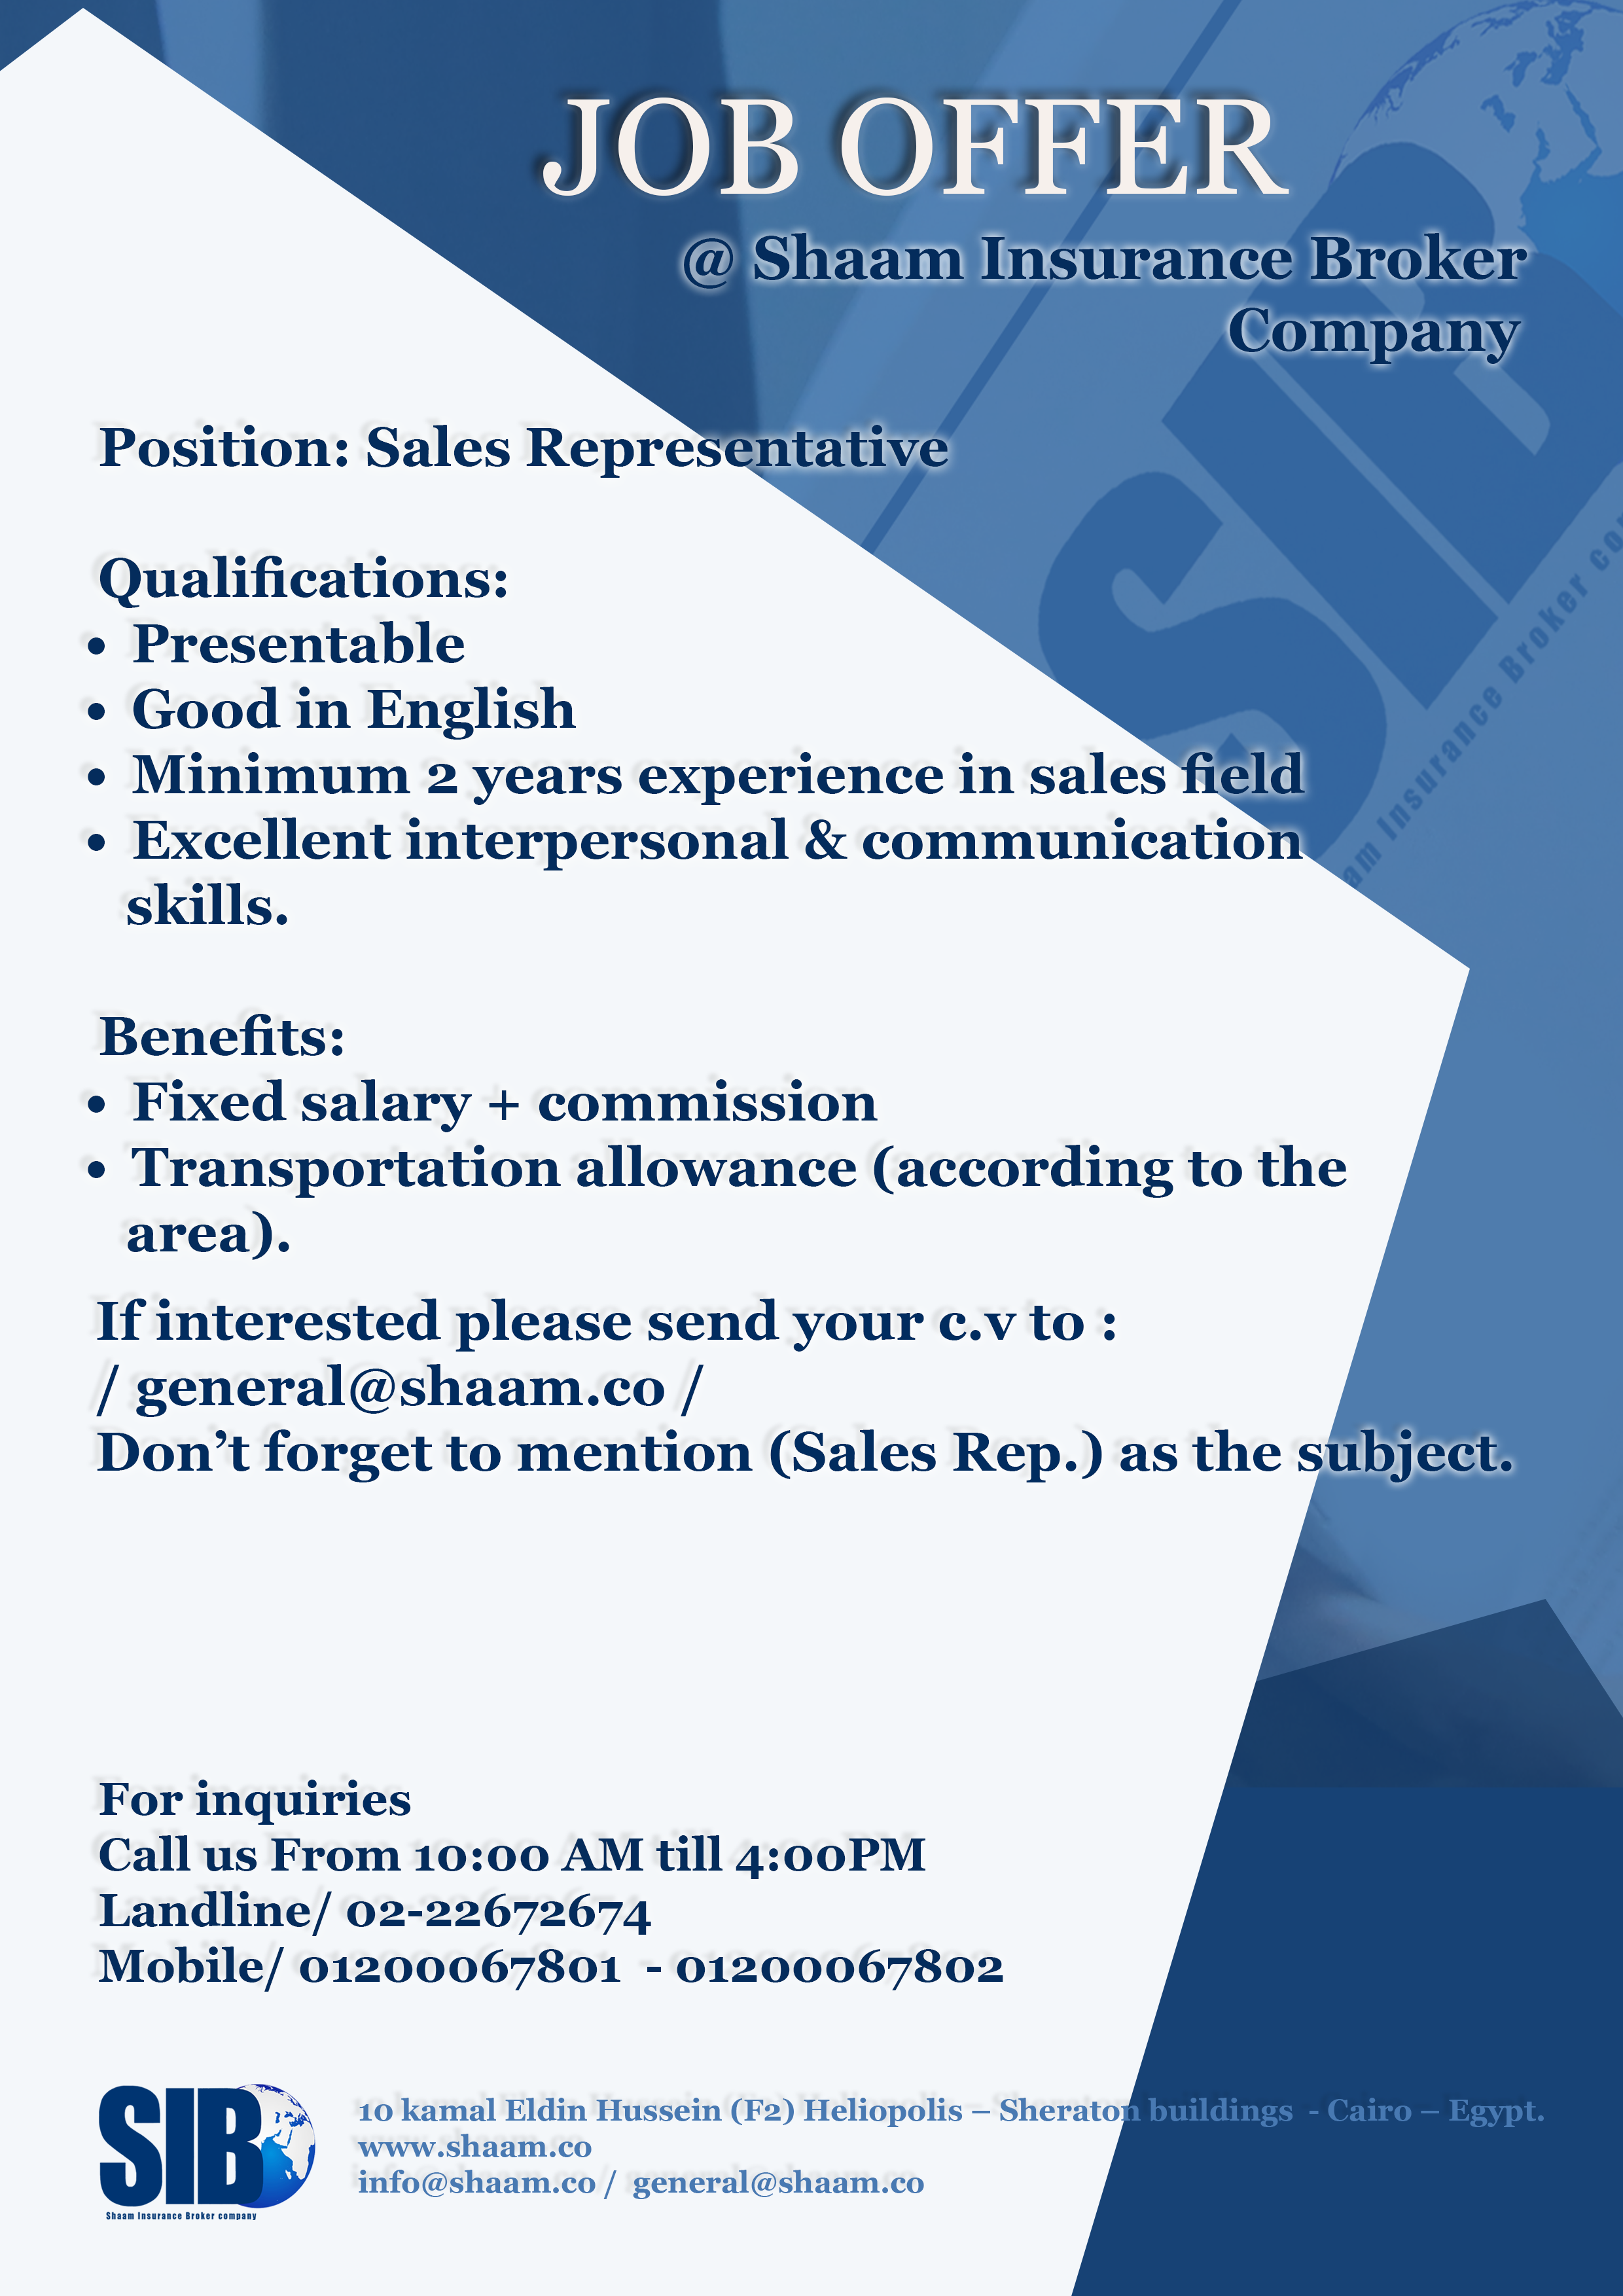 JOB OFFER
@ Shaam Insurance Broker
Company
Position: Sales Representative
Qualifications:
• Presentable
• Good in English
• Minimum 2 years experience in sales field
• Excellent interpersonal & communication
skills.
Benefits:
• Fixed salary + commission
• Transportation allowance (according to the
area).
If interested please send your c.v to :
/ general@shaam.co /
Don’t forget to mention (Sales Rep.) as the subject.
For inquiries
Call us From 10:00 AM till 4:00PM
Landline/ 02-22672674
Mobile/ 01200067801 - 01200067802
SIB
Shaam Insurance Broker company
10 kamal Eldin Hussein (F2) Heliopolis – Sheraton buildings - Cairo – Egypt.
www.shaam.co
info@shaam.co / general@shaam.co
SIB
am Insurance Broker co